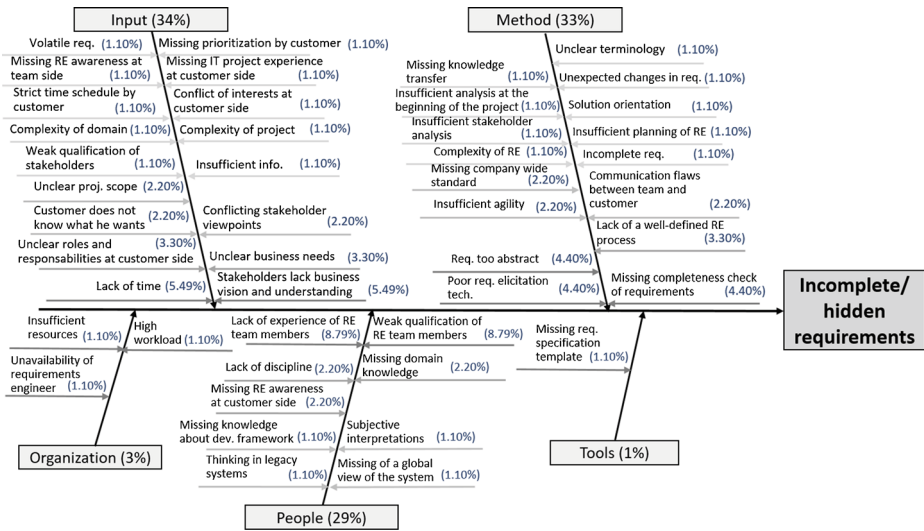 Input (34%)
Volatile req. (1.10%)
Missing prioritization by customer (1.10%)
Missing RE awareness at
team side (1.10%)
Missing IT project experience
at customer side (1.10%)
Strict time schedule by
customer (1.10%)
Conflict of interests at
customer side (1.10%)
Complexity of domain (1.10%)
Complexity of project (1.10%)
Weak qualification of
stakeholders (1.10%)
Insufficient info. (1.10%)
Unclear proj. scope (2.20%)
Customer does not
know what he wants (2.20%)
Conflicting stakeholder
viewpoints (2.20%)
Unclear roles and
responsabilities at customer side (3.30%)
Unclear business needs (3.30%)
Lack of time (5.49%)
Stakeholders lack business
vision and understanding (5.49%)
Method (33%)
Unclear terminology (1.10%)
Missing knowledge
transfer (1.10%)
Unexpected changes in req. (1.10%)
Insufficient analysis at the
beginning of the project (1.10%)
Solution orientation (1.10%)
Insufficient stakeholder
analysis (1.10%)
Insufficient planning of RE (1.10%)
Complexity of RE (1.10%)
Incomplete req. (1.10%)
Missing company wide
standard (2.20%)
Communication flaws
between team and
customer (2.20%)
Insufficient agility (2.20%)
Lack of a well-defined RE
process (3.30%)
Req. too abstract (4.40%)
Poor req. elicitation
tech. (4.40%)
Missing completeness check
of requirements (4.40%)
Incomplete/
hidden
requirements
Insufficient
resources (1.10%)
High
workload (1.10%)
Unavailability of
requirements
engineer (1.10%)
Organization (3%)
Lack of experience of RE
team members (8.79%)
Weak qualification of
RE team members (8.79%)
Lack of discipline (2.20%)
Missing domain
knowledge (2.20%)
Missing RE awareness
at customer side (2.20%)
Missing knowledge
about dev. framework (1.10%)
Subjective
interpretations (1.10%)
Thinking in legacy
systems (1.10%)
Missing of a global
view of the system (1.10%)
People (29%)
Missing req.
specification
template (1.10%)
Tools (1%)